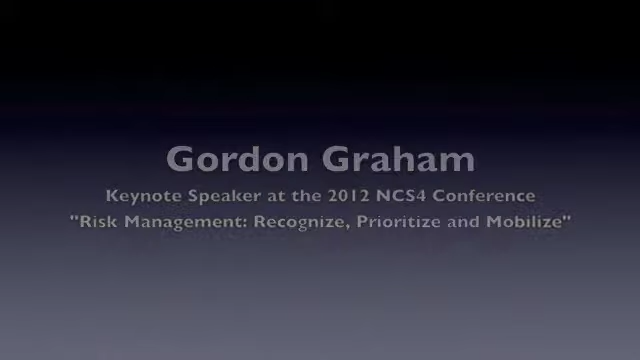 Gordon Graham
Keynote Speaker at the 2012 NCS4 Conference
"Risk Management: Recognize, Prioritize and Mobilize"